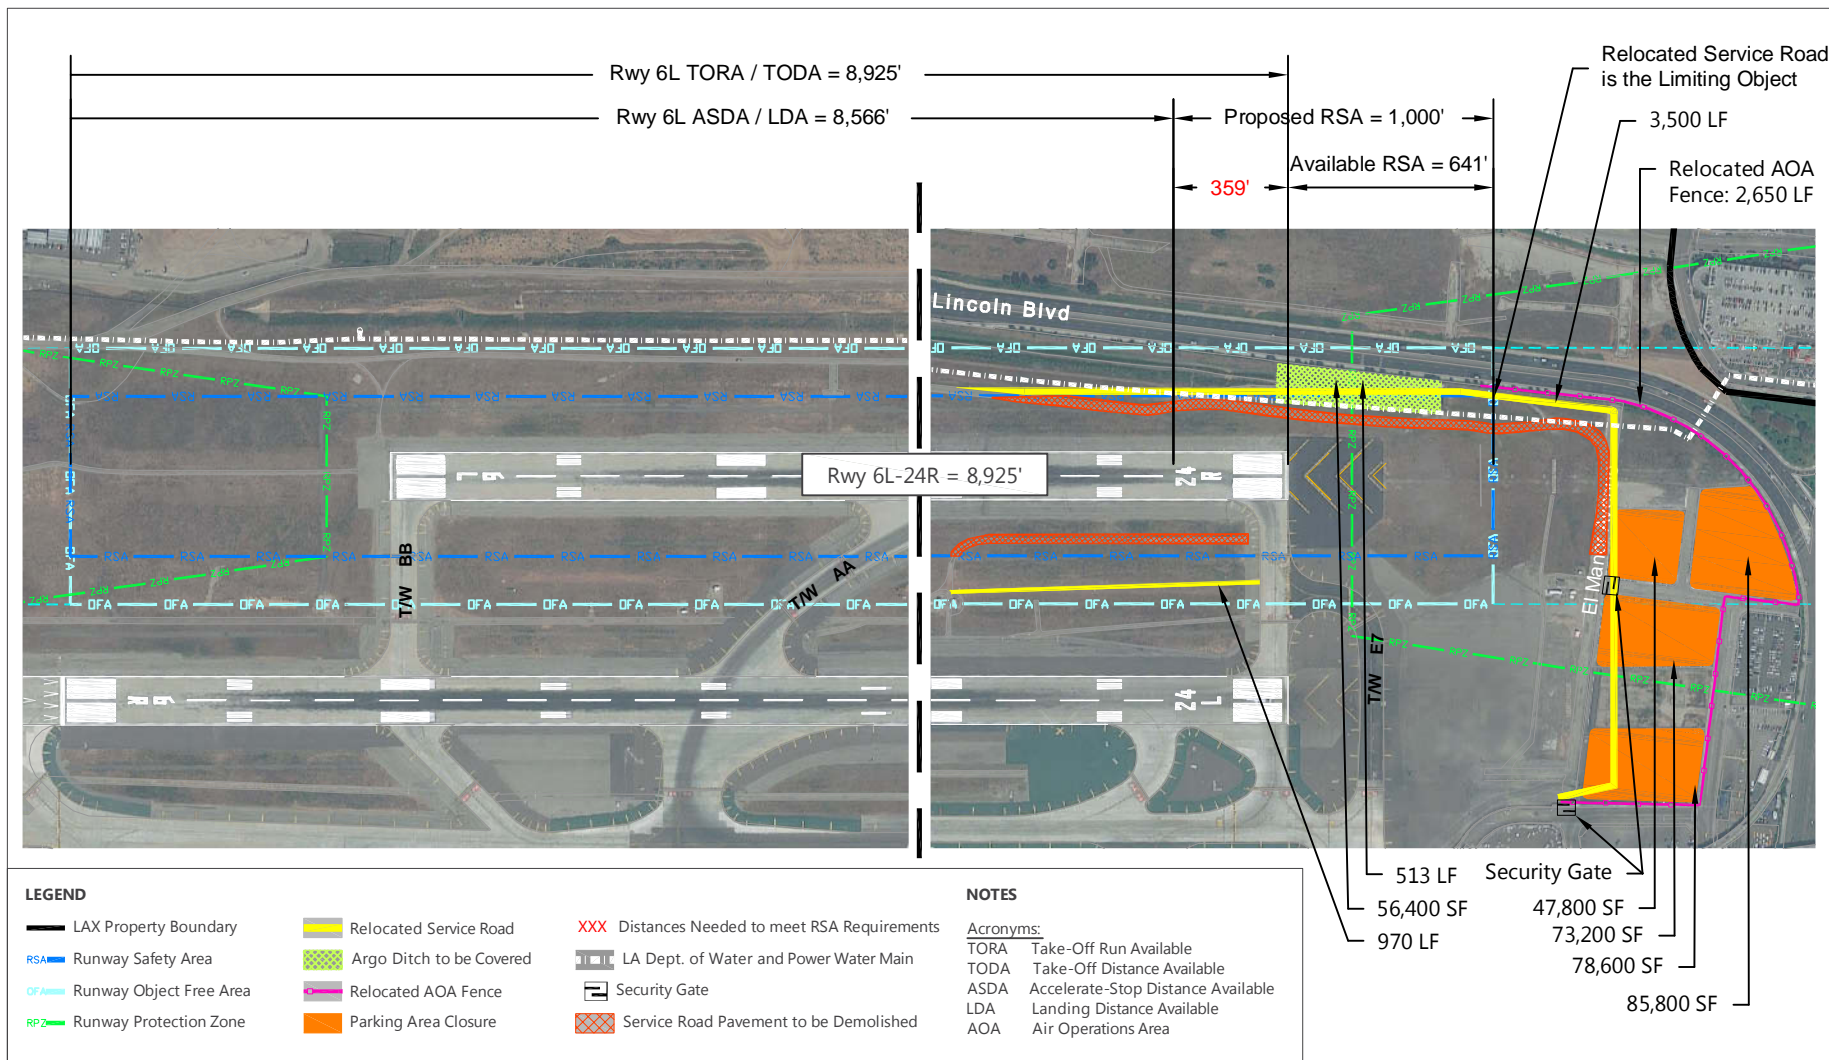 Rwy 6L TORA / TODA = 8,925'
Rwy 6L ASDA / LDA = 8,566'
Proposed RSA = 1,000'
Available RSA = 641'
359'
Relocated Service Road
is the Limiting Object
3,500 LF
Relocated AOA
Fence: 2,650 LF
Lincoln Blvd
Rwy 6L-24R = 8,925'
24
R
24
L
T/W BB
T/W AA
T/W E7
El Man
513 LF
56,400 SF
970 LF
Security Gate
47,800 SF
73,200 SF
78,600 SF
85,800 SF
LEGEND
LAX Property Boundary
RSA Runway Safety Area
OFA Runway Object Free Area
RPZ Runway Protection Zone
Relocated Service Road
Argo Ditch to be Covered
Relocated AOA Fence
Parking Area Closure
XXX Distances Needed to meet RSA Requirements
LA Dept. of Water and Power Water Main
Security Gate
Service Road Pavement to be Demolished
NOTES
Acronyms:
TORA Take-Off Run Available
TODA Take-Off Distance Available
ASDA Accelerate-Stop Distance Available
LDA Landing Distance Available
AOA Air Operations Area